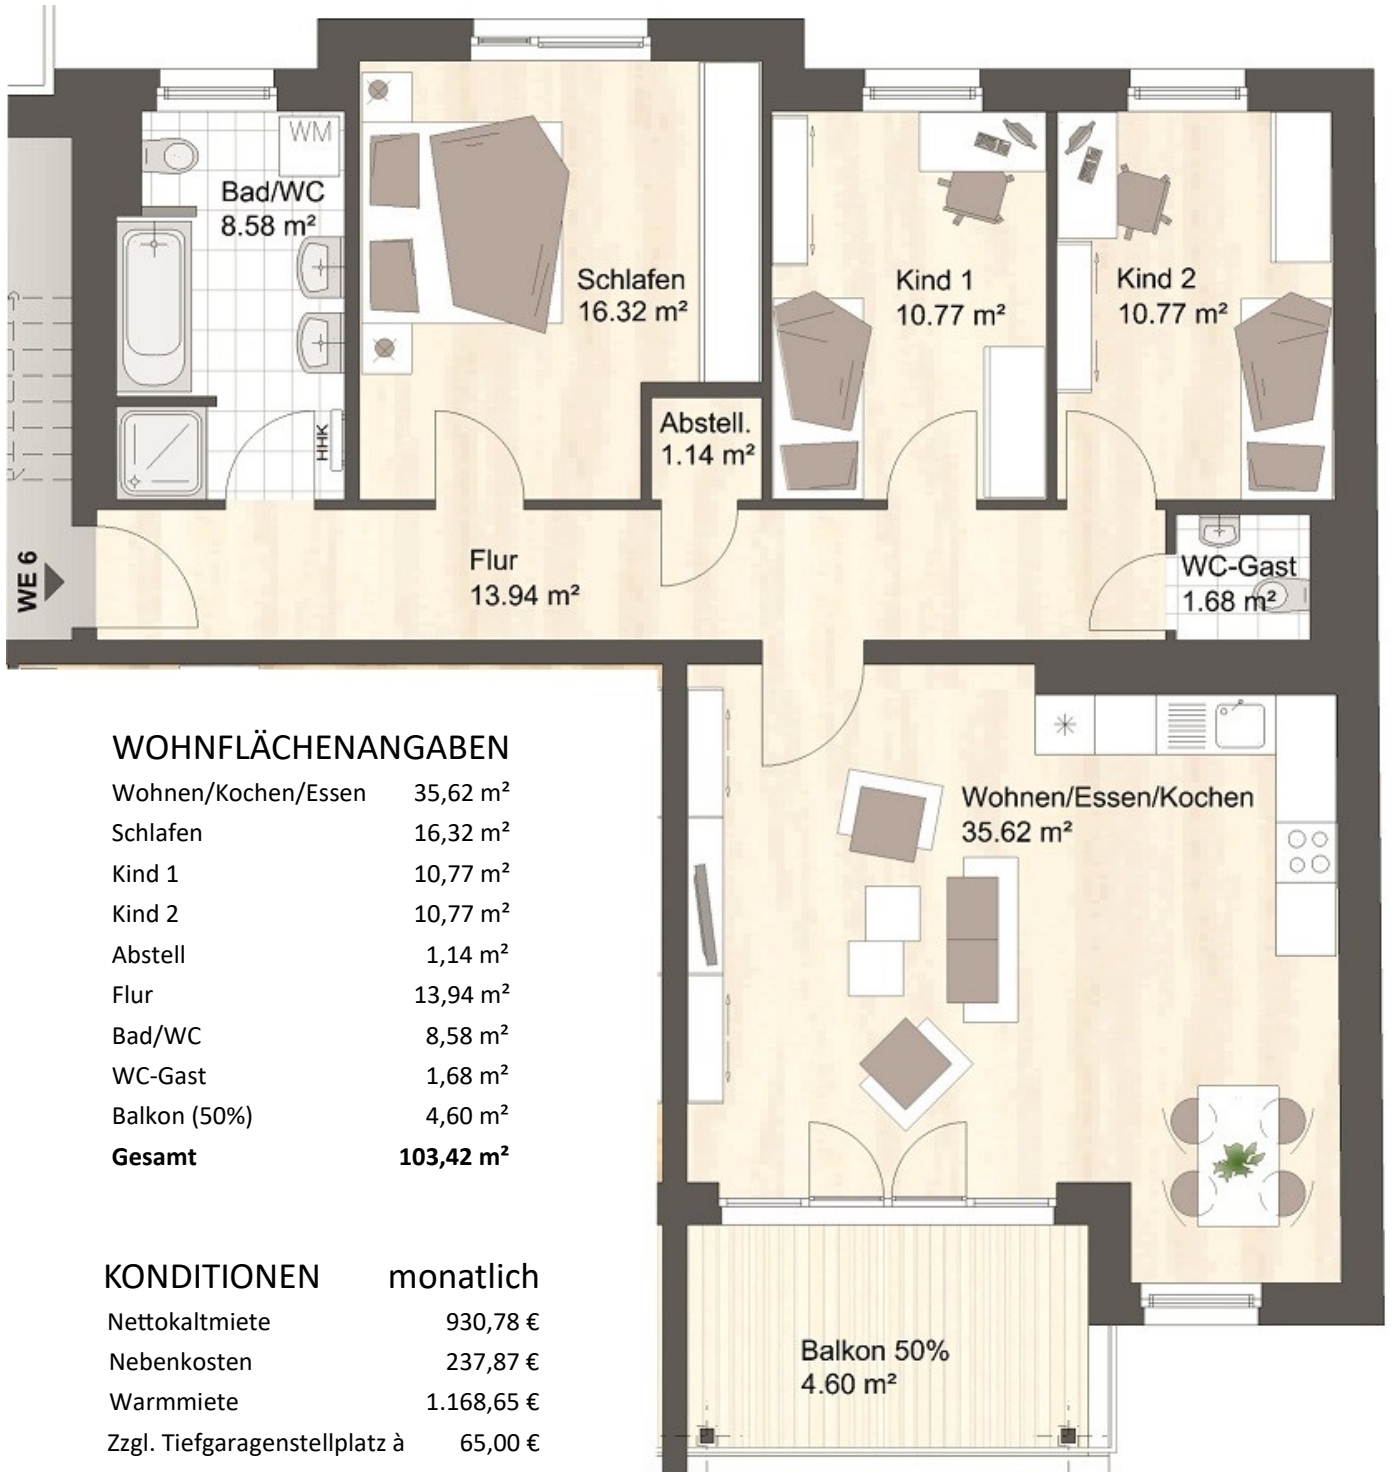 WM
Bad/WC
8.58 m²
Schlafen
16.32 m²
Kind 1
10.77 m²
Kind 2
10.77 m²
HHK
Abstell.
1.14 m²
WE 6
Flur
13.94 m²
WC-Gast
1.68 m²
Wohnen/Essen/Kochen
35.62 m²
Balkon 50%
4.60 m²
WOHNFLÄCHENANGABEN
Wohnen/Kochen/Essen 35,62 m²
Schlafen 16,32 m²
Kind 1 10,77 m²
Kind 2 10,77 m²
Abstell 1,14 m²
Flur 13,94 m²
Bad/WC 8,58 m²
WC-Gast 1,68 m²
Balkon (50%) 4,60 m²
Gesamt 103,42 m²
KONDITIONEN monatlich
Nettokaltmiete 930,78 €
Nebenkosten 237,87 €
Warmmiete 1.168,65 €
Zzgl. Tiefgaragenstellplatz à 65,00 €